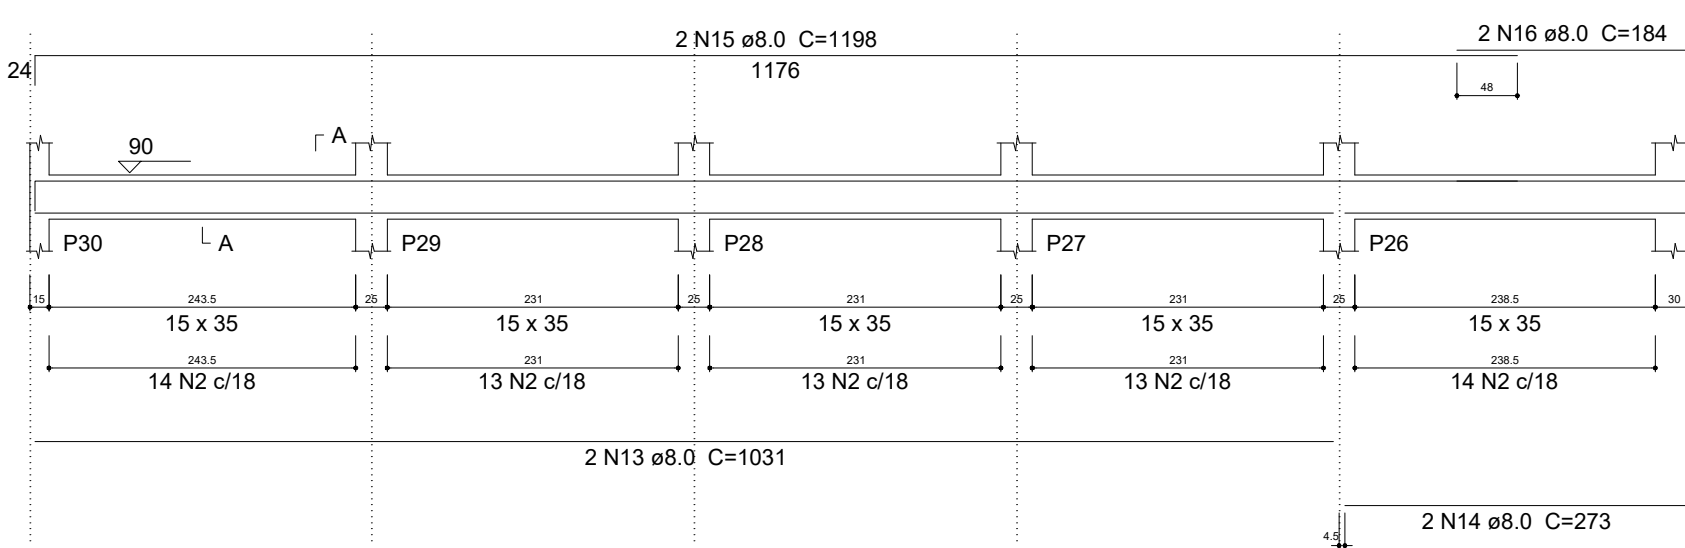 2 N15 ø8.0 C=1198
2 N16 ø8.0 C=184
24
1176
48
90
A
P30
A
P29
P28
P27
P26
15
243.5
25
231
25
231
25
231
25
238.5
30
15 x 35
15 x 35
15 x 35
15 x 35
15 x 35
243.5
231
231
231
238.5
14 N2 c/18
13 N2 c/18
13 N2 c/18
13 N2 c/18
14 N2 c/18
2 N13 ø8.0 C=1031
2 N14 ø8.0 C=273
4.5